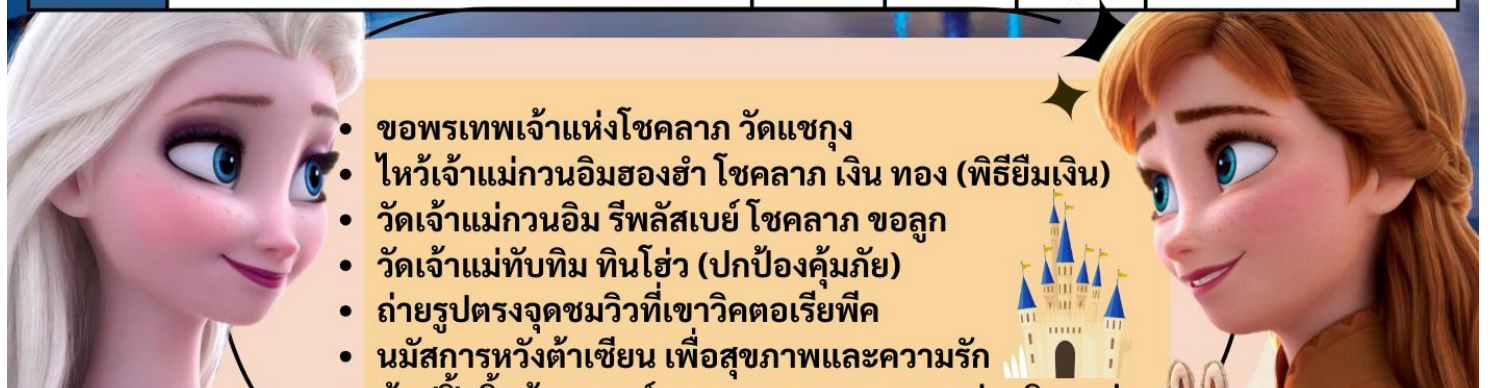 • ขอพรเทพเจ้าแห่งโชคลาภ วัดแชกุง
• ไหว้เจ้าแม่กวนอิมฮองฮำ โชคลาภ เงิน ทอง (พิธียืมเงิน)
• วัดเจ้าแม่กวนอิม รีพลัสเบย์ โชคลาภ ขอลูก
• วัดเจ้าแม่ทับทิม ทินโฮ่ว (ปกป้องคุ้มภัย)
• ถ่ายรูปตรงจุดชมวิวที่เขาวิคตอเรียพีค
• นมัสการหวังต้าเซียน เพื่อสุขภาพและความรัก